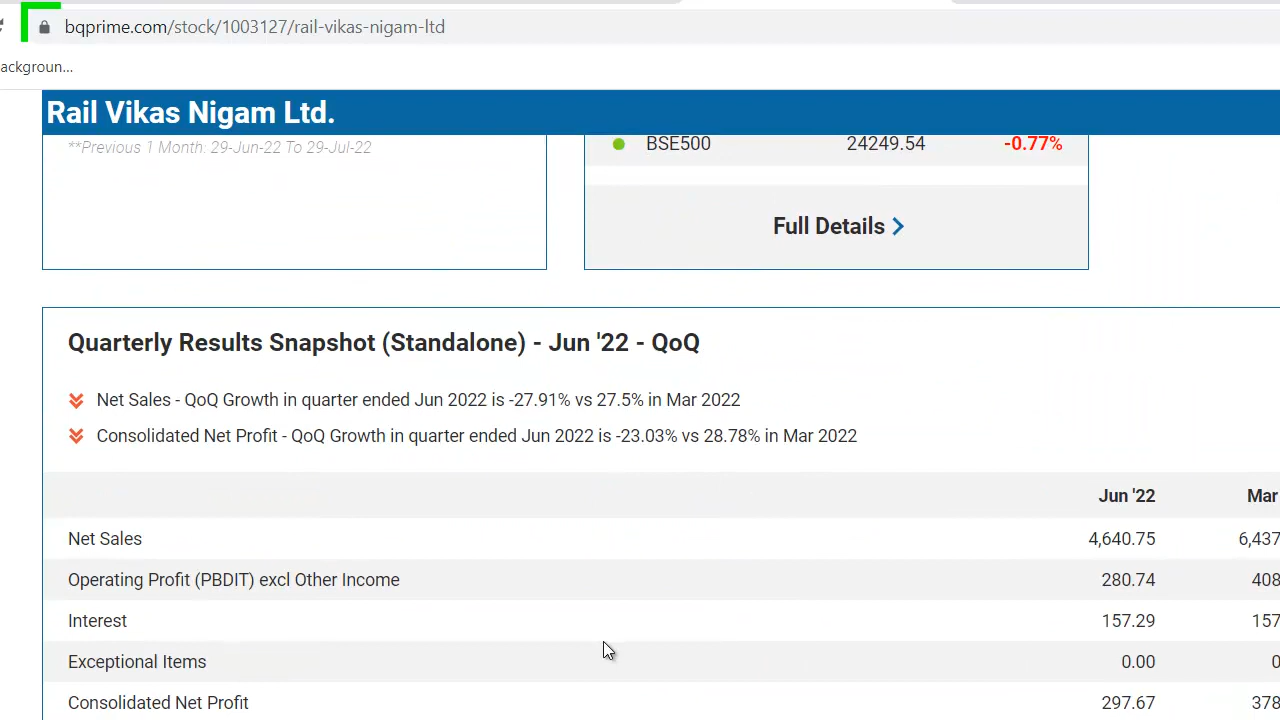 bqprime.com/stock/1003127/rail-vikas-nigam-ltd
ackgroun...
Rail Vikas Nigam Ltd.
**Previous 1 Month: 29-Jun-22 To 29-Jul-22
BSE500 24249.54 -0.77%
Full Details
Quarterly Results Snapshot (Standalone) - Jun '22 - QoQ
Net Sales - QoQ Growth in quarter ended Jun 2022 is -27.91% vs 27.5% in Mar 2022
Consolidated Net Profit - QoQ Growth in quarter ended Jun 2022 is -23.03% vs 28.78% in Mar 2022
Jun '22 Mar
Net Sales 4,640.75 6,437
Operating Profit (PBDIT) excl Other Income 280.74 408
Interest 157.29 157
Exceptional Items 0.00 0
Consolidated Net Profit 297.67 378